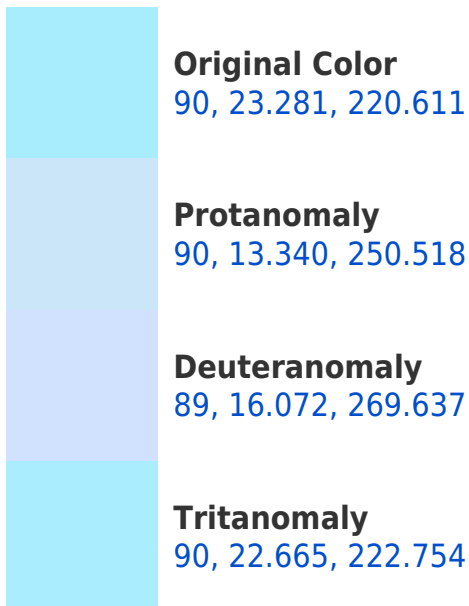 Original Color
90, 23.281, 220.611
Protanomaly
90, 13.340, 250.518
Deuteranomaly
89, 16.072, 269.637
Tritanomaly
90, 22.665, 222.754